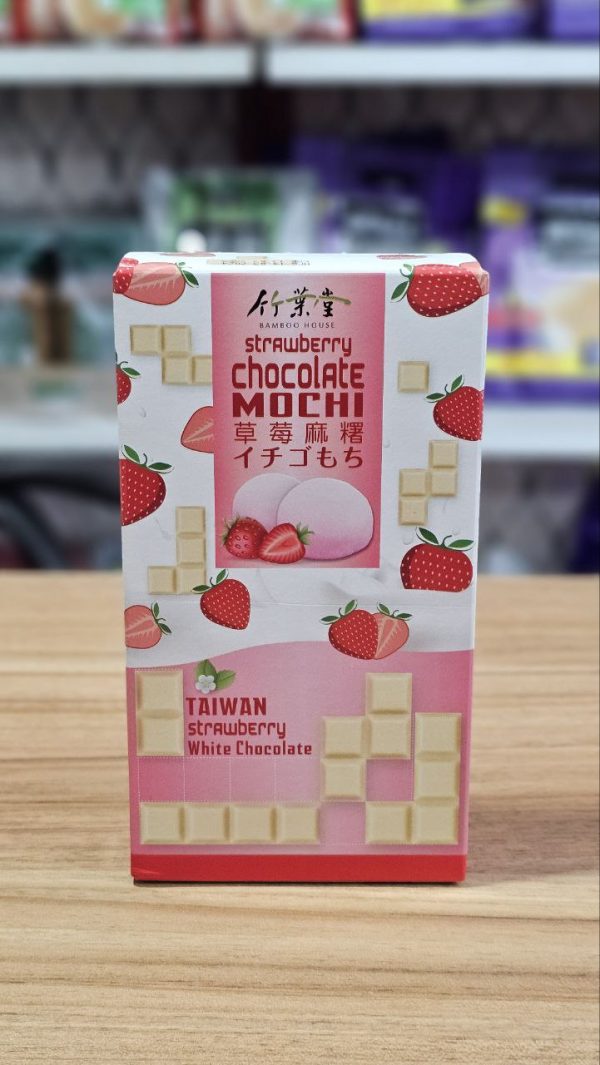 竹葉堂
BAMBOO HOUSE
strawberry
chocolate
MOCHI
草莓麻糬
イチゴもち
TAIWAN
strawberry
White Chocolate